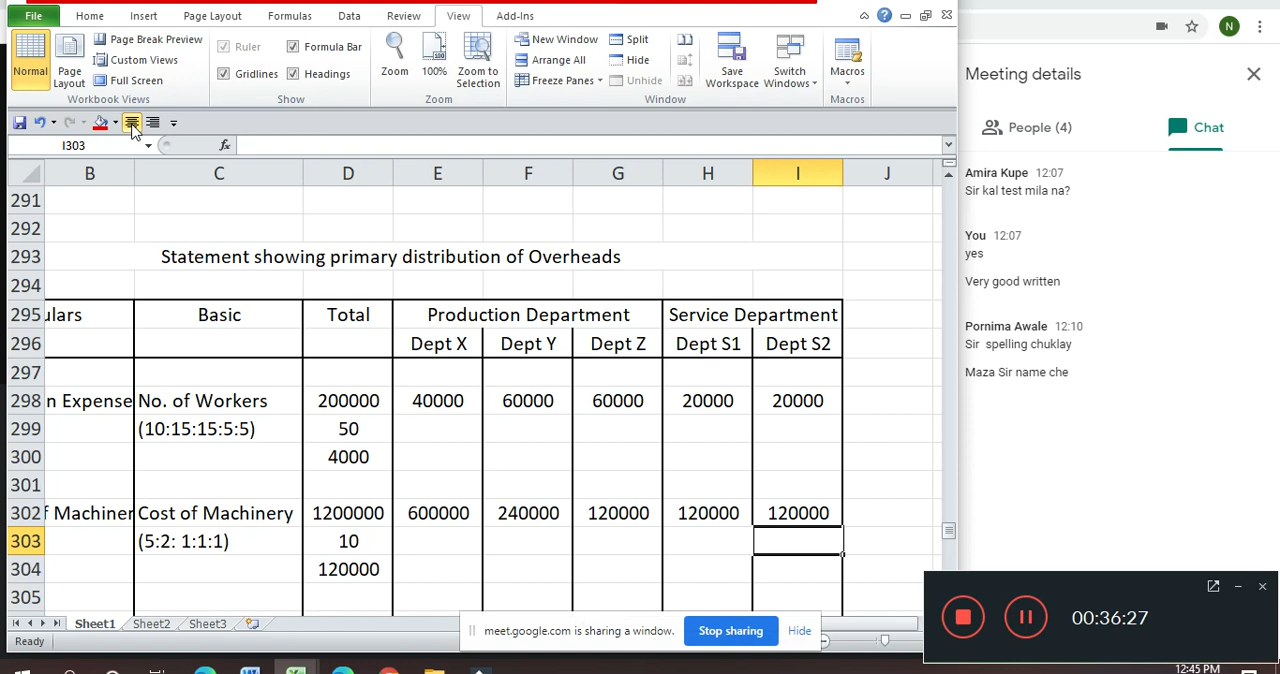 File Home Insert Page Layout Formulas Data Review View Add-Ins
Normal
Page Layout
Page Break Preview
Custom Views
Full Screen
Workbook Views
Ruler
Formula Bar
Gridlines
Headings
Show
Zoom
100%
Zoom to Selection
Zoom
New Window
Arrange All
Freeze Panes
Split
Hide
Unhide
Save Workspace
Switch Windows
Window
Macros
Macros
I303
fx
B C D E F G H I J
291
292
293 Statement showing primary distribution of Overheads
294
295 ulars Basic Total Production Department Service Department
296 Dept X Dept Y Dept Z Dept S1 Dept S2
297
298 n Expense No. of Workers 200000 40000 60000 60000 20000 20000
299 (10:15:15:5:5) 50
300 4000
301
302 f Machiner Cost of Machinery 1200000 600000 240000 120000 120000 120000
303 (5:2: 1:1:1) 10
304 120000
305
Sheet1 Sheet2 Sheet3
Ready
meet.google.com is sharing a window.
Stop sharing
Hide
N
Meeting details
People (4)
Chat
Amira Kupe 12:07
Sir kal test mila na?
You 12:07
yes
Very good written
Pornima Awale 12:10
Sir spelling chuklay
Maza Sir name che
00:36:27
12:45 PM